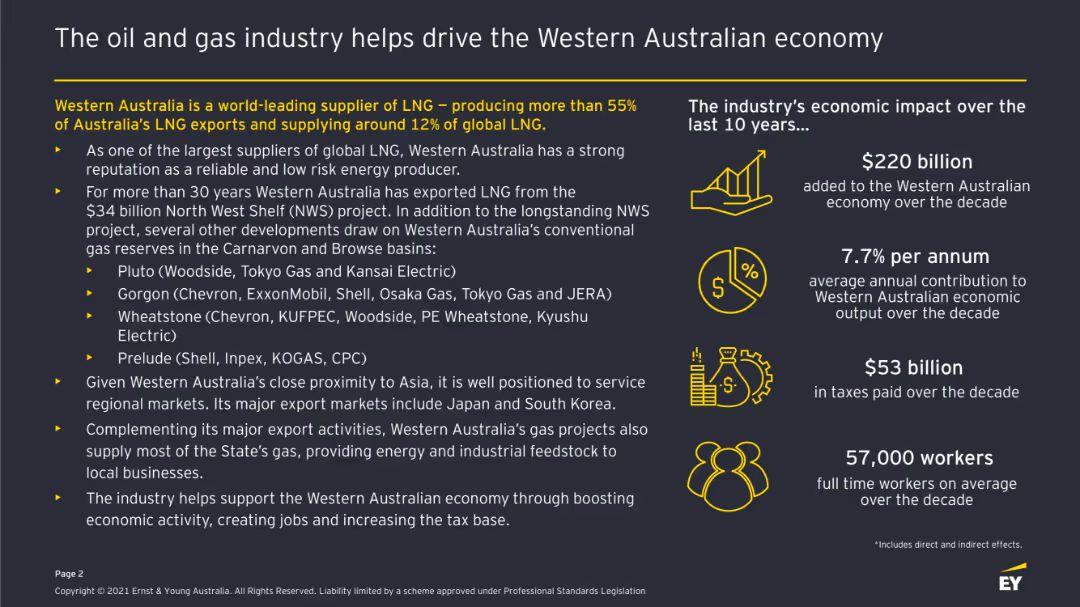 The oil and gas industry helps drive the Western Australian economy
Western Australia is a world-leading supplier of LNG – producing more than 55%
of Australia's LNG exports and supplying around 12% of global LNG.
▸ As one of the largest suppliers of global LNG, Western Australia has a strong
reputation as a reliable and low risk energy producer.
▸ For more than 30 years Western Australia has exported LNG from the
$34 billion North West Shelf (NWS) project. In addition to the longstanding NWS
project, several other developments draw on Western Australia's conventional
gas reserves in the Carnarvon and Browse basins:
▸ Pluto (Woodside, Tokyo Gas and Kansai Electric)
▸ Gorgon (Chevron, ExxonMobil, Shell, Osaka Gas, Tokyo Gas and JERA)
▸ Wheatstone (Chevron, KUFPEC, Woodside, PE Wheatstone, Kyushu
Electric)
▸ Prelude (Shell, Inpex, KOGAS, CPC)
▸ Given Western Australia's close proximity to Asia, it is well positioned to service
regional markets. Its major export markets include Japan and South Korea.
▸ Complementing its major export activities, Western Australia's gas projects also
supply most of the State's gas, providing energy and industrial feedstock to
local businesses.
▸ The industry helps support the Western Australian economy through boosting
economic activity, creating jobs and increasing the tax base.
The industry's economic impact over the
last 10 years...
$220 billion
added to the Western Australian
economy over the decade
$ %
7.7% per annum
average annual contribution to
Western Australian economic
output over the decade
$
$53 billion
in taxes paid over the decade
57,000 workers
full time workers on average
over the decade
*Includes direct and indirect effects.
Page 2
Copyright © 2021 Ernst & Young Australia. All Rights Reserved. Liability limited by a scheme approved under Professional Standards Legislation
EY